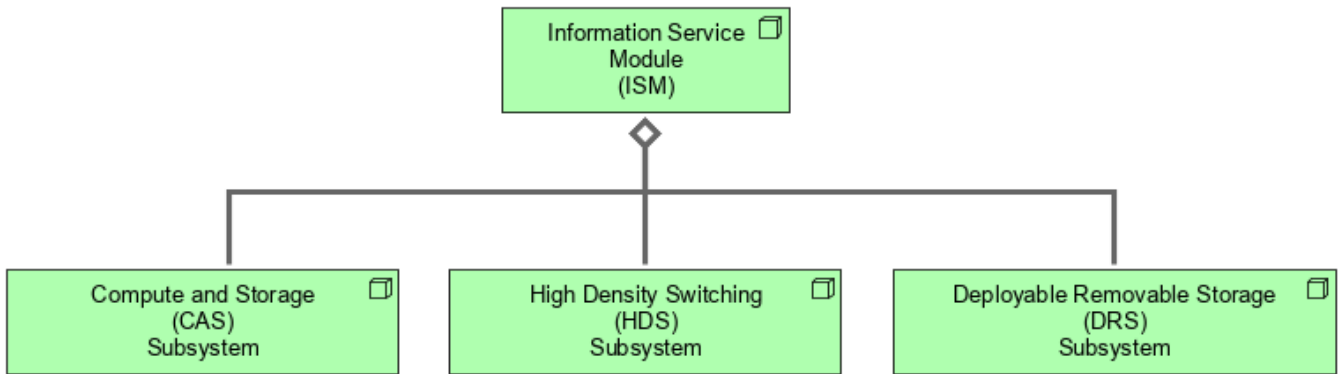 Information Service
Module
(ISM)
Compute and Storage
(CAS)
Subsystem
High Density Switching
(HDS)
Subsystem
Deployable Removable Storage
(DRS)
Subsystem